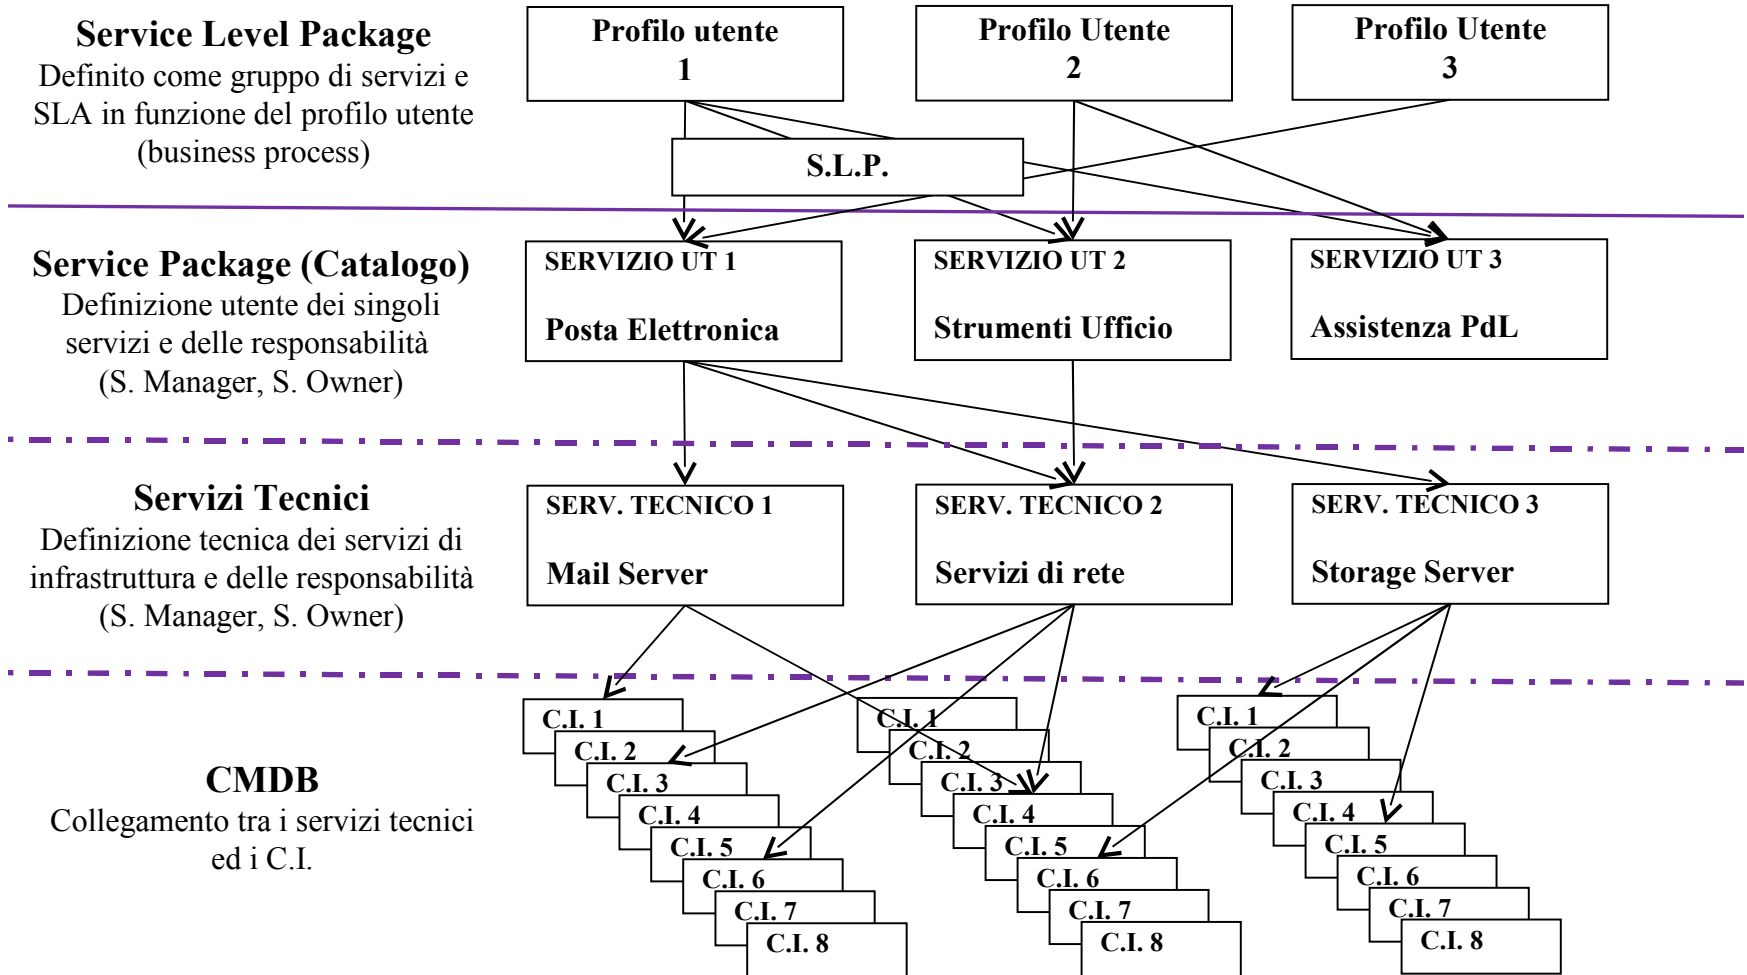 Service Level Package
Definito come gruppo di servizi e
SLA in funzione del profilo utente
(business process)
Profilo utente
1
Profilo Utente
2
Profilo Utente
3
S.L.P.
Service Package (Catalogo)
Definizione utente dei singoli
servizi e delle responsabilità
(S. Manager, S. Owner)
SERVIZIO UT 1
Posta Elettronica
SERVIZIO UT 2
Strumenti Ufficio
SERVIZIO UT 3
Assistenza PdL
Servizi Tecnici
Definizione tecnica dei servizi di
infrastruttura e delle responsabilità
(S. Manager, S. Owner)
SERV. TECNICO 1
Mail Server
SERV. TECNICO 2
Servizi di rete
SERV. TECNICO 3
Storage Server
CMDB
Collegamento tra i servizi tecnici
ed i C.I.
C.I. 1
C.I. 2
C.I. 3
C.I. 4
C.I. 5
C.I. 6
C.I. 7
C.I. 8
C.I. 1
C.I. 2
C.I. 3
C.I. 4
C.I. 5
C.I. 6
C.I. 7
C.I. 8
C.I. 1
C.I. 2
C.I. 3
C.I. 4
C.I. 5
C.I. 6
C.I. 7
C.I. 8